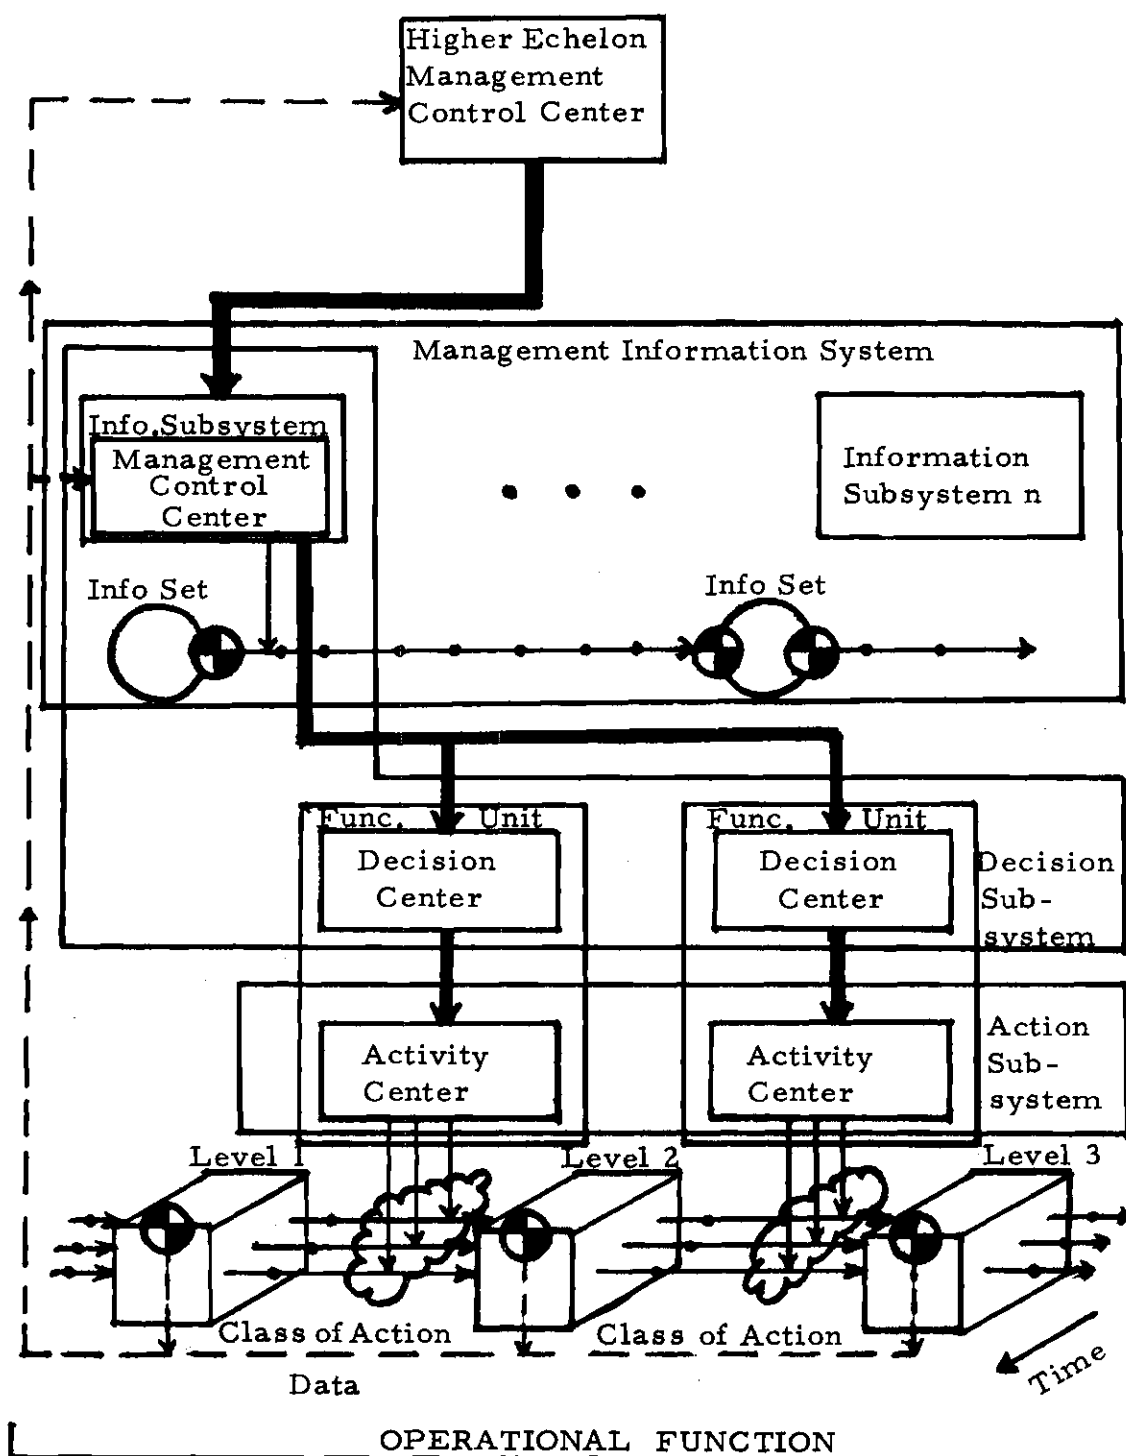 Higher Echelon
Management
Control Center
Management Information System
Info.Subsystem
Management
Control
Center
Information
Subsystem n
Info Set
Info Set
Func. Unit
Decision
Center
Func. Unit
Decision
Center
Decision
Sub-
system
Activity
Center
Activity
Center
Action
Sub-
system
Level 1
Level 2
Level 3
Class of Action
Class of Action
Time
Data
OPERATIONAL FUNCTION